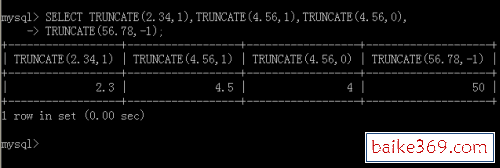 mysql> SELECT TRUNCATE(2.34,1),TRUNCATE(4.56,1),TRUNCATE(4.56,0),
    -> TRUNCATE(56.78,-1);
+------------------+------------------+------------------+--------------------+
| TRUNCATE(2.34,1) | TRUNCATE(4.56,1) | TRUNCATE(4.56,0) | TRUNCATE(56.78,-1) |
+------------------+------------------+------------------+--------------------+
| 2.3 | 4.5 | 4 | 50 |
+------------------+------------------+------------------+--------------------+
1 row in set (0.00 sec)
mysql>
baike369.com